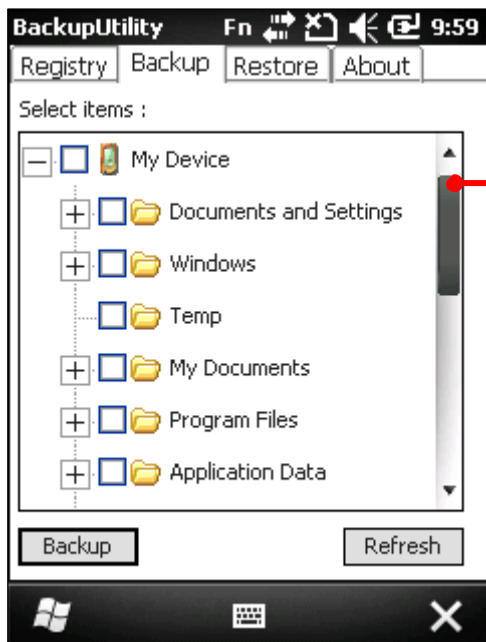 BackupUtility Fn 9:59
Registry Backup Restore About
Select items :
My Device
Documents and Settings
Windows
Temp
My Documents
Program Files
Application Data
Backup Refresh